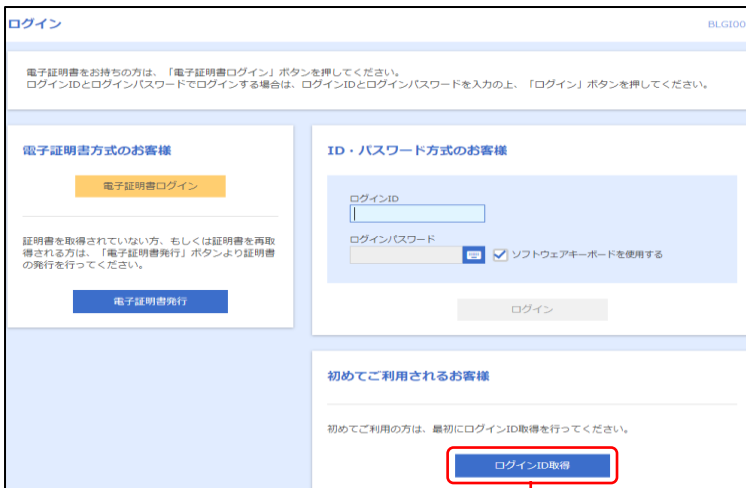 ログイン
BLGI00
電子証明書をお持ちの方は、「電子証明書ログイン」ボタンを押してください。
ログインIDとログインパスワードでログインする場合は、ログインIDとログインパスワードを入力の上、「ログイン」ボタンを押してください。
電子証明書方式のお客様
電子証明書ログイン
証明書を取得されていない方、もしくは証明書を再取
得される方は、「電子証明書発行」ボタンより証明書
の発行を行ってください。
電子証明書発行
ID・パスワード方式のお客様
ログインID
ログインパスワード
ソフトウェアキーボードを使用する
ログイン
初めてご利用されるお客様
初めてご利用の方は、最初にログインID取得を行ってください。
ログインID取得